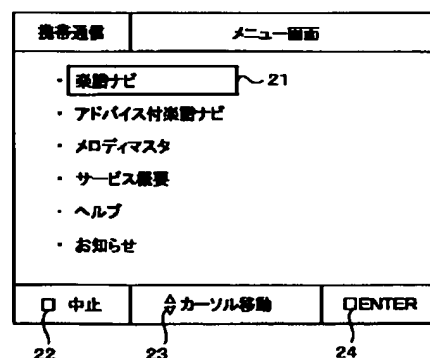 携帯通信 メニュー画面
・ 楽譜ナビ 21
・ アドバイス付楽譜ナビ
・ メロディマスタ
・ サービス概要
・ ヘルプ
・ お知らせ
□ 中止 △▽ カーソル移動 □ENTER
22 23 24